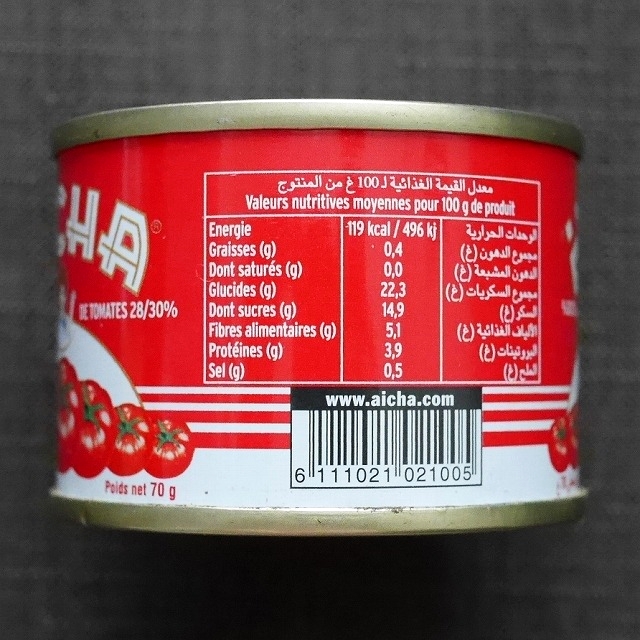 CHA®
DE TOMATES 28/30%
Poids net 70 g
معدل القيمة الغذائية لـ 100 غ من المنتوج
Valeurs nutritives moyennes pour 100 g de produit
Energie 119 kcal / 496 kj الوحدات الحرارية
Graisses (g) 0,4 مجموع الدهون (غ)
Dont saturés (g) 0,0 الدهون المشبعة (غ)
Glucides (g) 22,3 مجموع السكريات (غ)
Dont sucres (g) 14,9 السكر (غ)
Fibres alimentaires (g) 5,1 الألياف الغذائية (غ)
Protéines (g) 3,9 البروتينات (غ)
Sel (g) 0,5 الملح (غ)
www.aicha.com
6 111021 021005